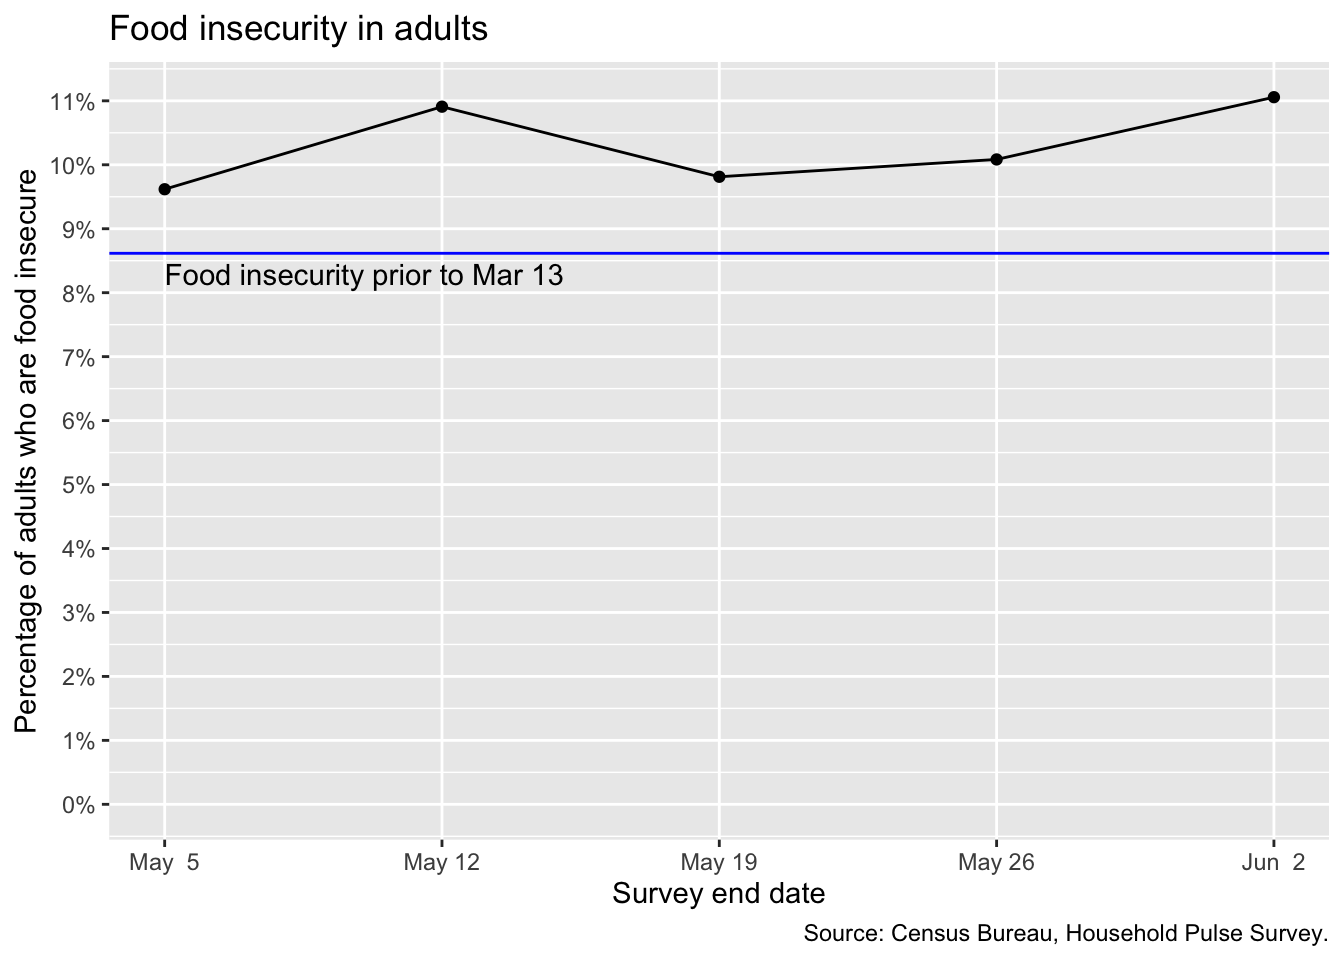 Food insecurity in adults
Percentage of adults who are food insecure
11%
10%
9%
Food insecurity prior to Mar 13
8%
7%
6%
5%
4%
3%
2%
1%
0%
May 5 May 12 May 19 May 26 Jun 2
Survey end date
Source: Census Bureau, Household Pulse Survey.